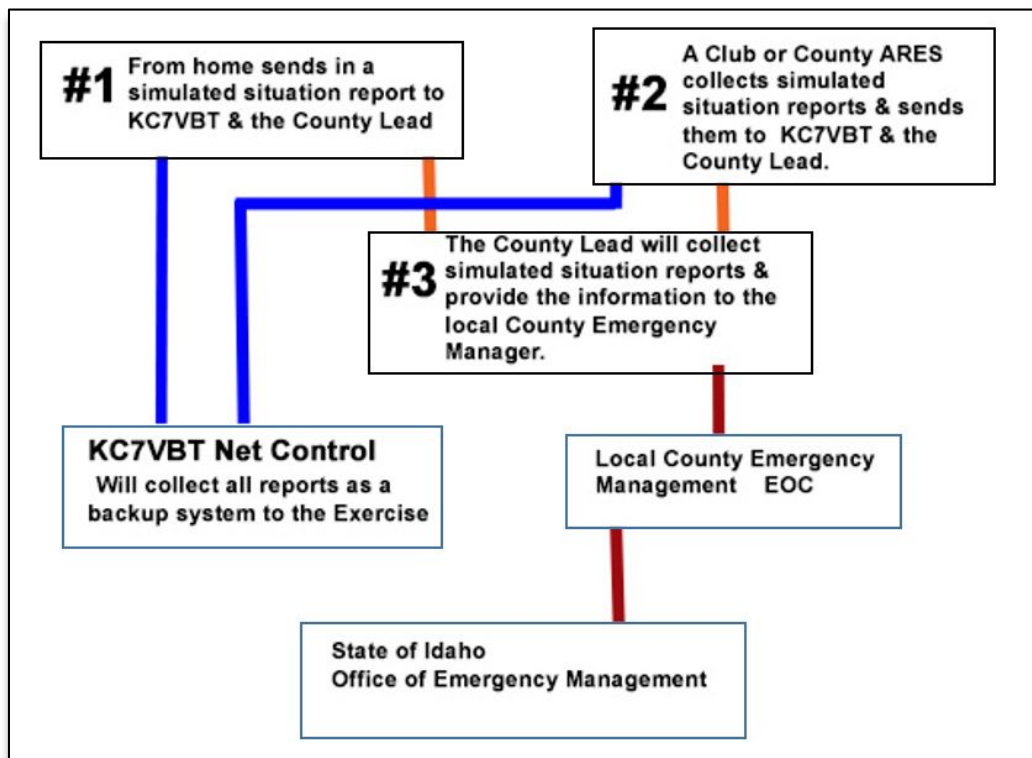 #1 From home sends in a
simulated situation report to
KC7VBT & the County Lead
#2 A Club or County ARES
collects simulated
situation reports & sends
them to KC7VBT & the
County Lead.
#3 The County Lead will collect
simulated situation reports &
provide the information to the
local County Emergency
Manager.
KC7VBT Net Control
Will collect all reports as a
backup system to the Exercise
Local County Emergency
Management EOC
State of Idaho
Office of Emergency Management